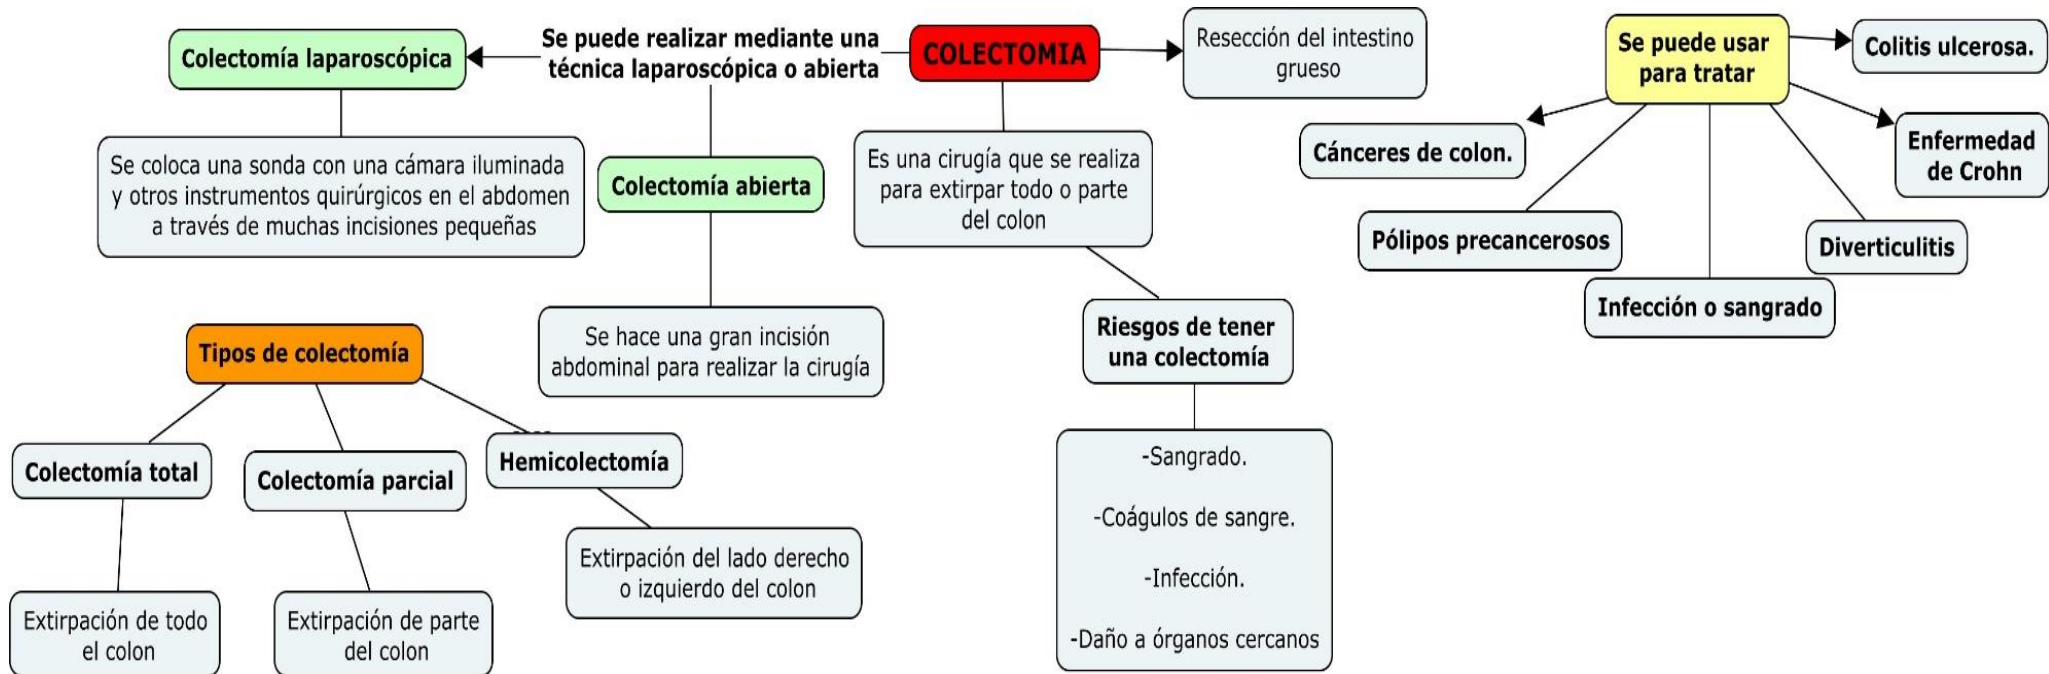 Colectomía laparoscópica
Se puede realizar mediante una
técnica laparoscópica o abierta
COLECTOMIA
Resección del intestino
grueso
Se puede usar
para tratar
Colitis ulcerosa.
Cánceres de colon.
Enfermedad
de Crohn
Pólipos precancerosos
Diverticulitis
Infección o sangrado
Se coloca una sonda con una cámara iluminada
y otros instrumentos quirúrgicos en el abdomen
a través de muchas incisiones pequeñas
Colectomía abierta
Es una cirugía que se realiza
para extirpar todo o parte
del colon
Se hace una gran incisión
abdominal para realizar la cirugía
Riesgos de tener
una colectomía
-Sangrado.
-Coágulos de sangre.
-Infección.
-Daño a órganos cercanos
Tipos de colectomía
Colectomía total
Colectomía parcial
Hemicolectomía
Extirpación de todo
el colon
Extirpación de parte
del colon
Extirpación del lado derecho
o izquierdo del colon